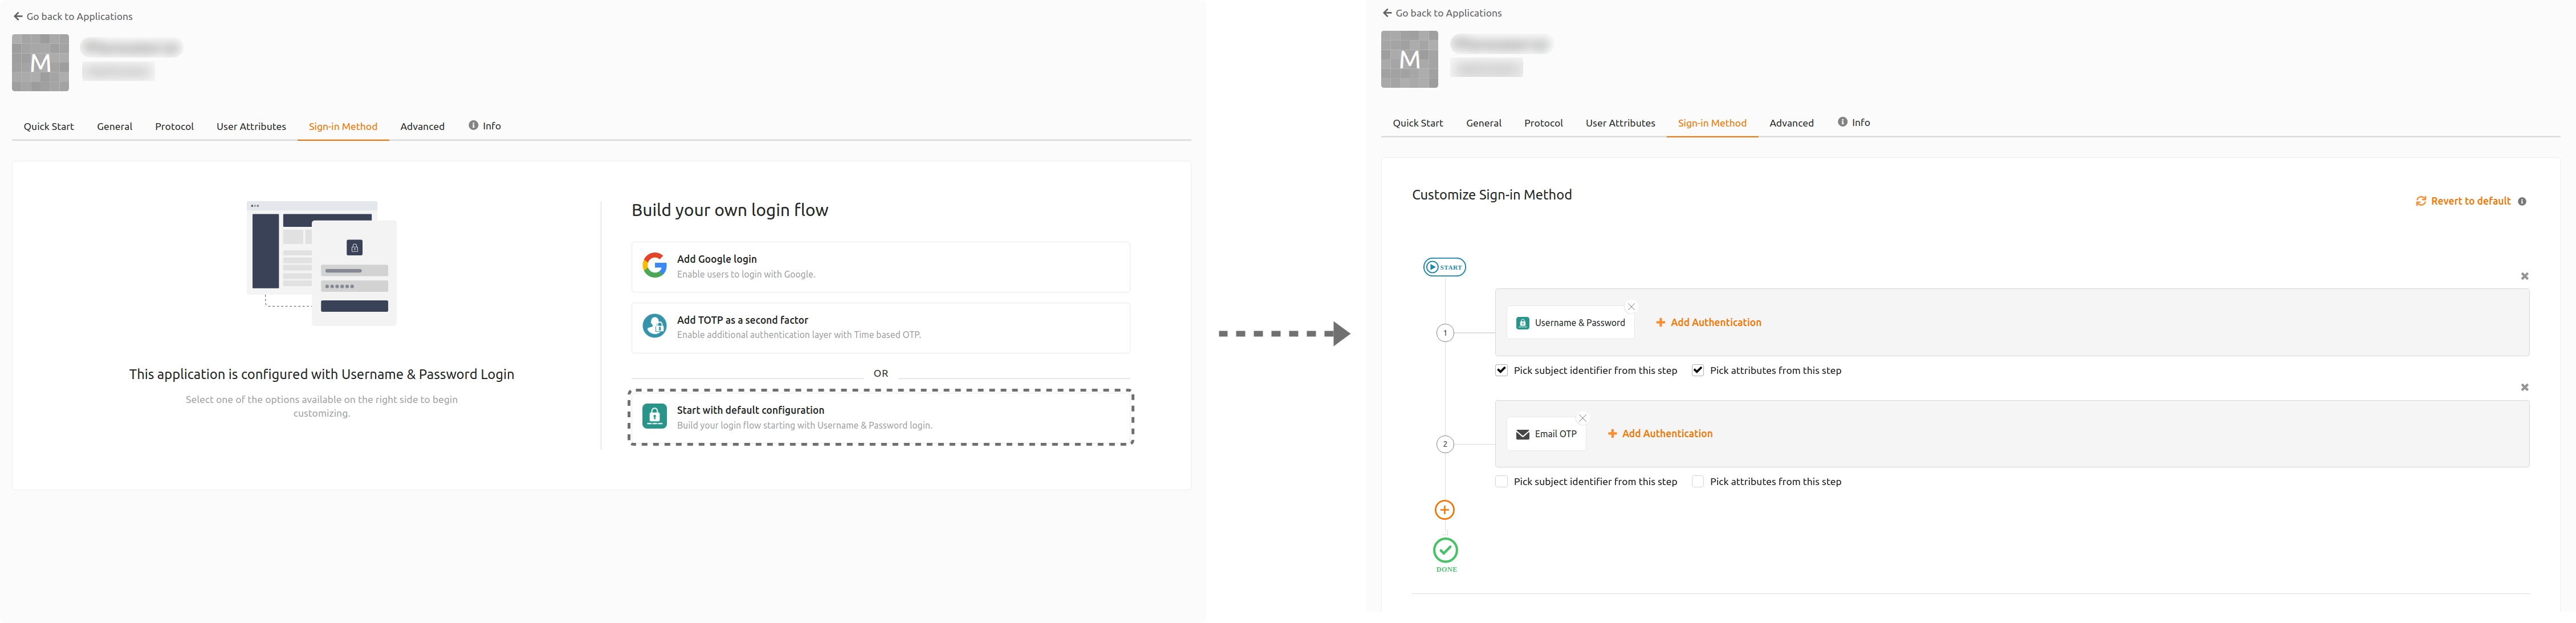 Go back to Applications
M
Quick Start General Protocol User Attributes Sign-in Method Advanced Info
This application is configured with Username & Password Login
Select one of the options available on the right side to begin
customizing.
Build your own login flow
Add Google login
Enable users to login with Google.
Add TOTP as a second factor
Enable additional authentication layer with Time based OTP.
OR
Start with default configuration
Build your login flow starting with Username & Password login.
Go back to Applications
M
Quick Start General Protocol User Attributes Sign-in Method Advanced Info
Customize Sign-in Method
Revert to default
START
1
Username & Password
Add Authentication
Pick subject identifier from this step Pick attributes from this step
2
Email OTP
Add Authentication
Pick subject identifier from this step Pick attributes from this step
DONE